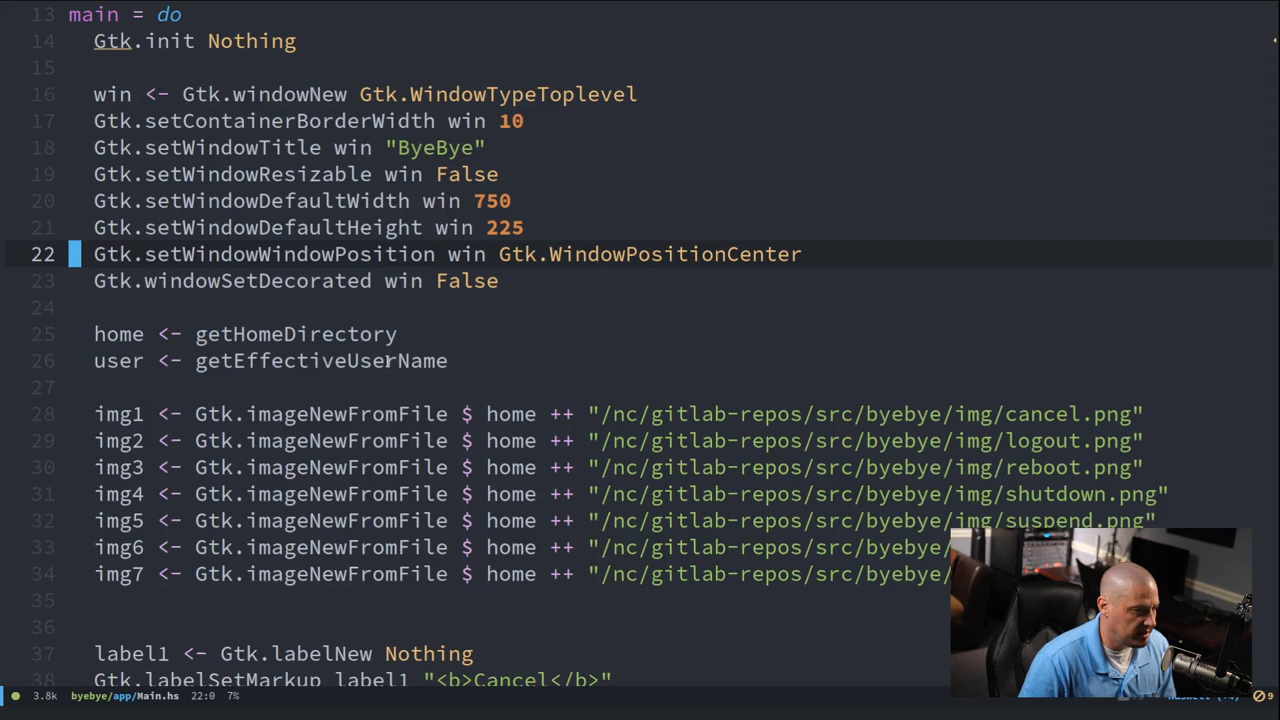 13 main = do
14 Gtk.init Nothing
15
16 win <- Gtk.windowNew Gtk.WindowTypeToplevel
17 Gtk.setContainerBorderWidth win 10
18 Gtk.setWindowTitle win "ByeBye"
19 Gtk.setWindowResizable win False
20 Gtk.setWindowDefaultWidth win 750
21 Gtk.setWindowDefaultHeight win 225
22 Gtk.setWindowWindowPosition win Gtk.WindowPositionCenter
23 Gtk.windowSetDecorated win False
24
25 home <- getHomeDirectory
26 user <- getEffectiveUserName
27
28 img1 <- Gtk.imageNewFromFile $ home ++ "/nc/gitlab-repos/src/byebye/img/cancel.png"
29 img2 <- Gtk.imageNewFromFile $ home ++ "/nc/gitlab-repos/src/byebye/img/logout.png"
30 img3 <- Gtk.imageNewFromFile $ home ++ "/nc/gitlab-repos/src/byebye/img/reboot.png"
31 img4 <- Gtk.imageNewFromFile $ home ++ "/nc/gitlab-repos/src/byebye/img/shutdown.png"
32 img5 <- Gtk.imageNewFromFile $ home ++ "/nc/gitlab-repos/src/byebye/img/suspend.png"
33 img6 <- Gtk.imageNewFromFile $ home ++ "/nc/gitlab-repos/src/byebye/
34 img7 <- Gtk.imageNewFromFile $ home ++ "/nc/gitlab-repos/src/byebye/
35
36
37 label1 <- Gtk.labelNew Nothing
38 Gtk.labelSetMarkup label1 "<b>Cancel</b>"
3.8k byebye/app/Main.hs 22:0 7% 9